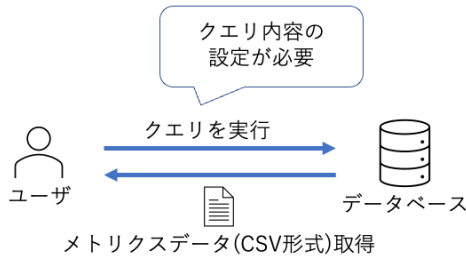 クエリ内容の
設定が必要
クエリを実行
ユーザ
データベース
メトリクスデータ(CSV形式)取得